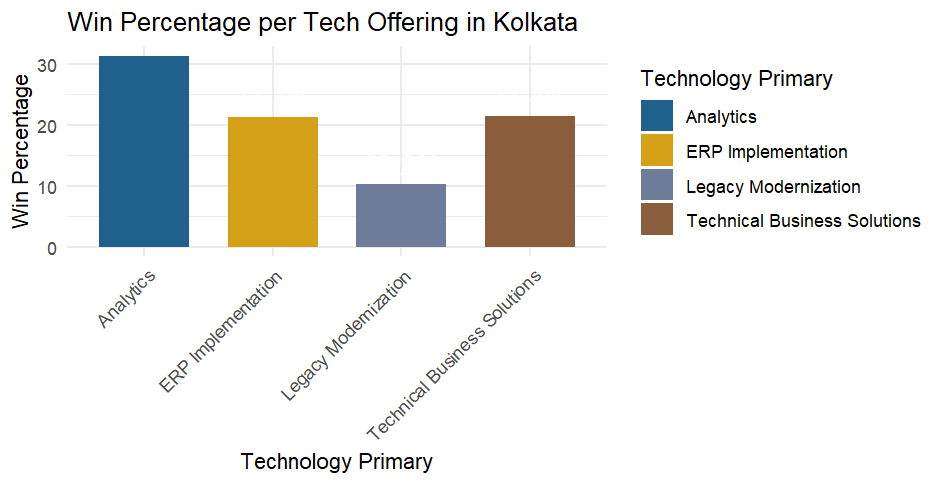 Win Percentage per Tech Offering in Kolkata
Win Percentage
30
20
10
0
Analytics
ERP Implementation
Legacy Modernization
Technical Business Solutions
Technology Primary
Technology Primary
Analytics
ERP Implementation
Legacy Modernization
Technical Business Solutions